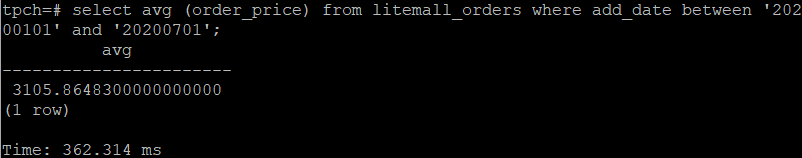 tpch=# select avg (order_price) from litemall_orders where add_date between '202
00101' and '20200701';
avg
-----------------------
3105.8648300000000000
(1 row)
Time: 362.314 ms